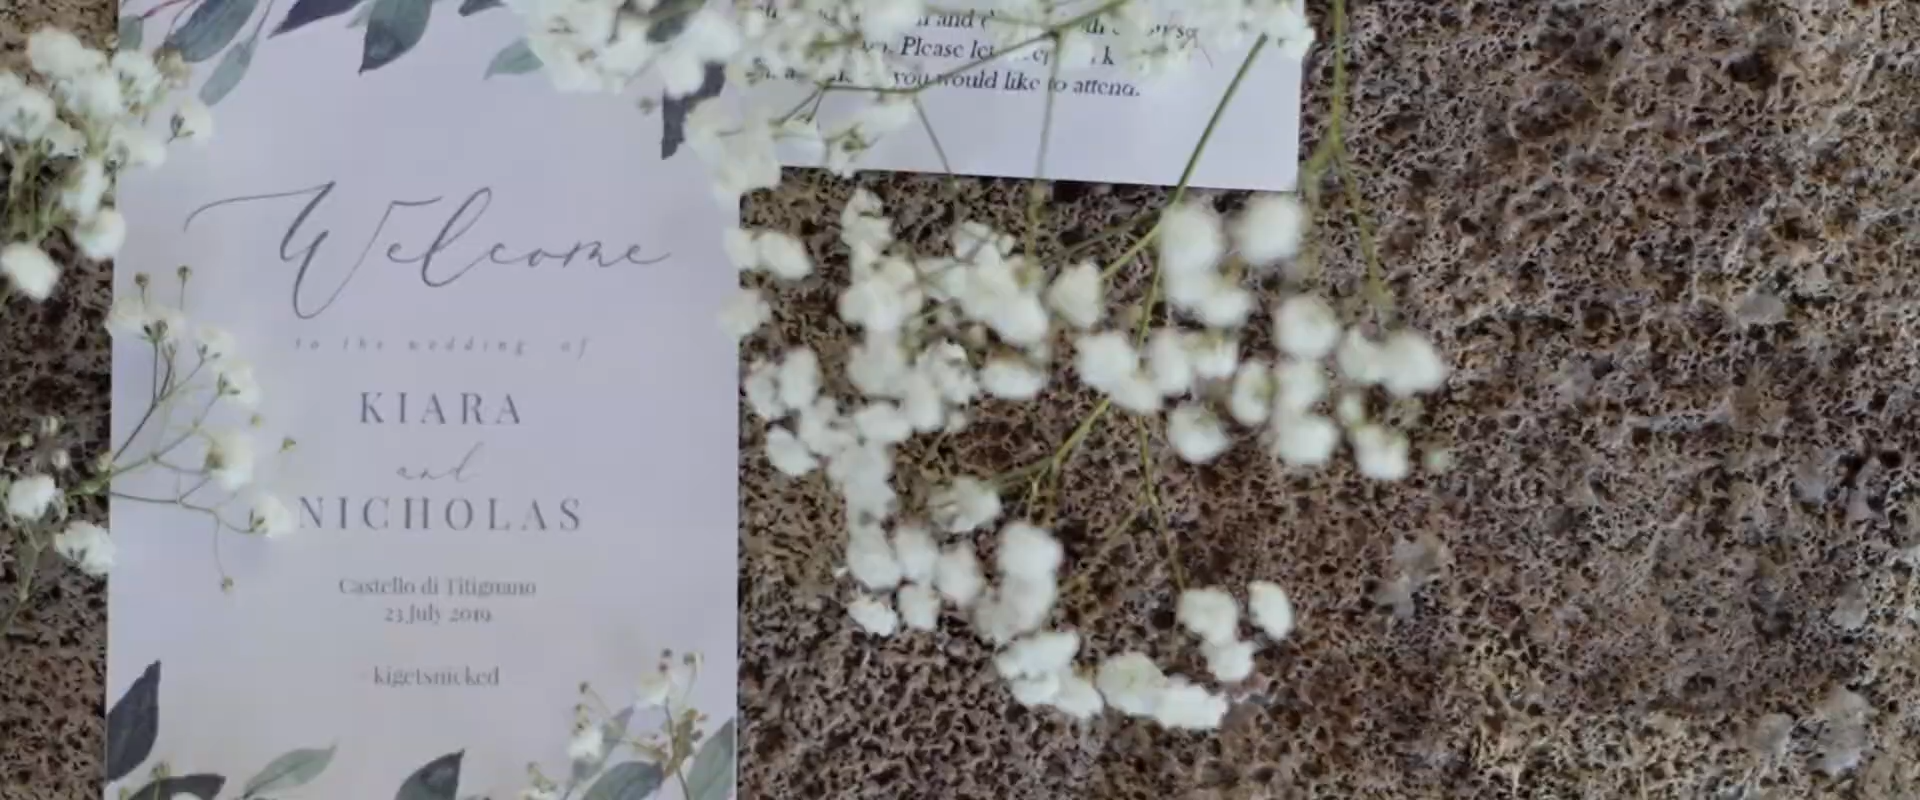 Welcome
to the wedding of
KIARA
and
NICHOLAS
Castello di Titignano
23 July 2019
kigetsnicked
and
Please let
you would like to attend.